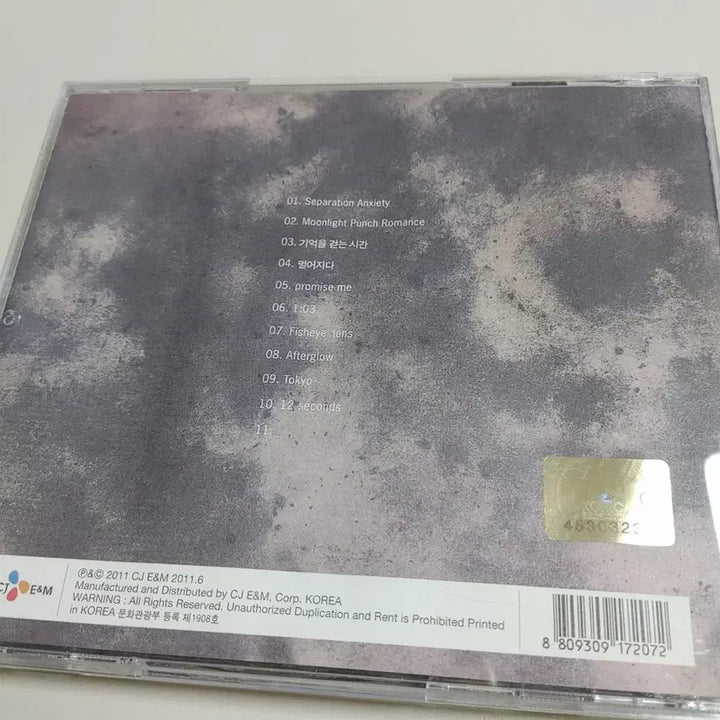 01. Separation Anxiety
02. Moonlight Punch Romance
03. 기억을 걷는 시간
04. 멀어지다
05. promise me
06. 1:03
07. Fisheye lens
08. Afterglow
09. Tokyo
10. 12 seconds
11. _
4530323
CJ E&M
℗&© 2011 CJ E&M 2011.6
Manufactured and Distributed by CJ E&M, Corp. KOREA
WARNING : All Rights Reserved. Unauthorized Duplication and Rent is Prohibited Printed
in KOREA 문화관광부 등록 제1908호
8 809309 172072